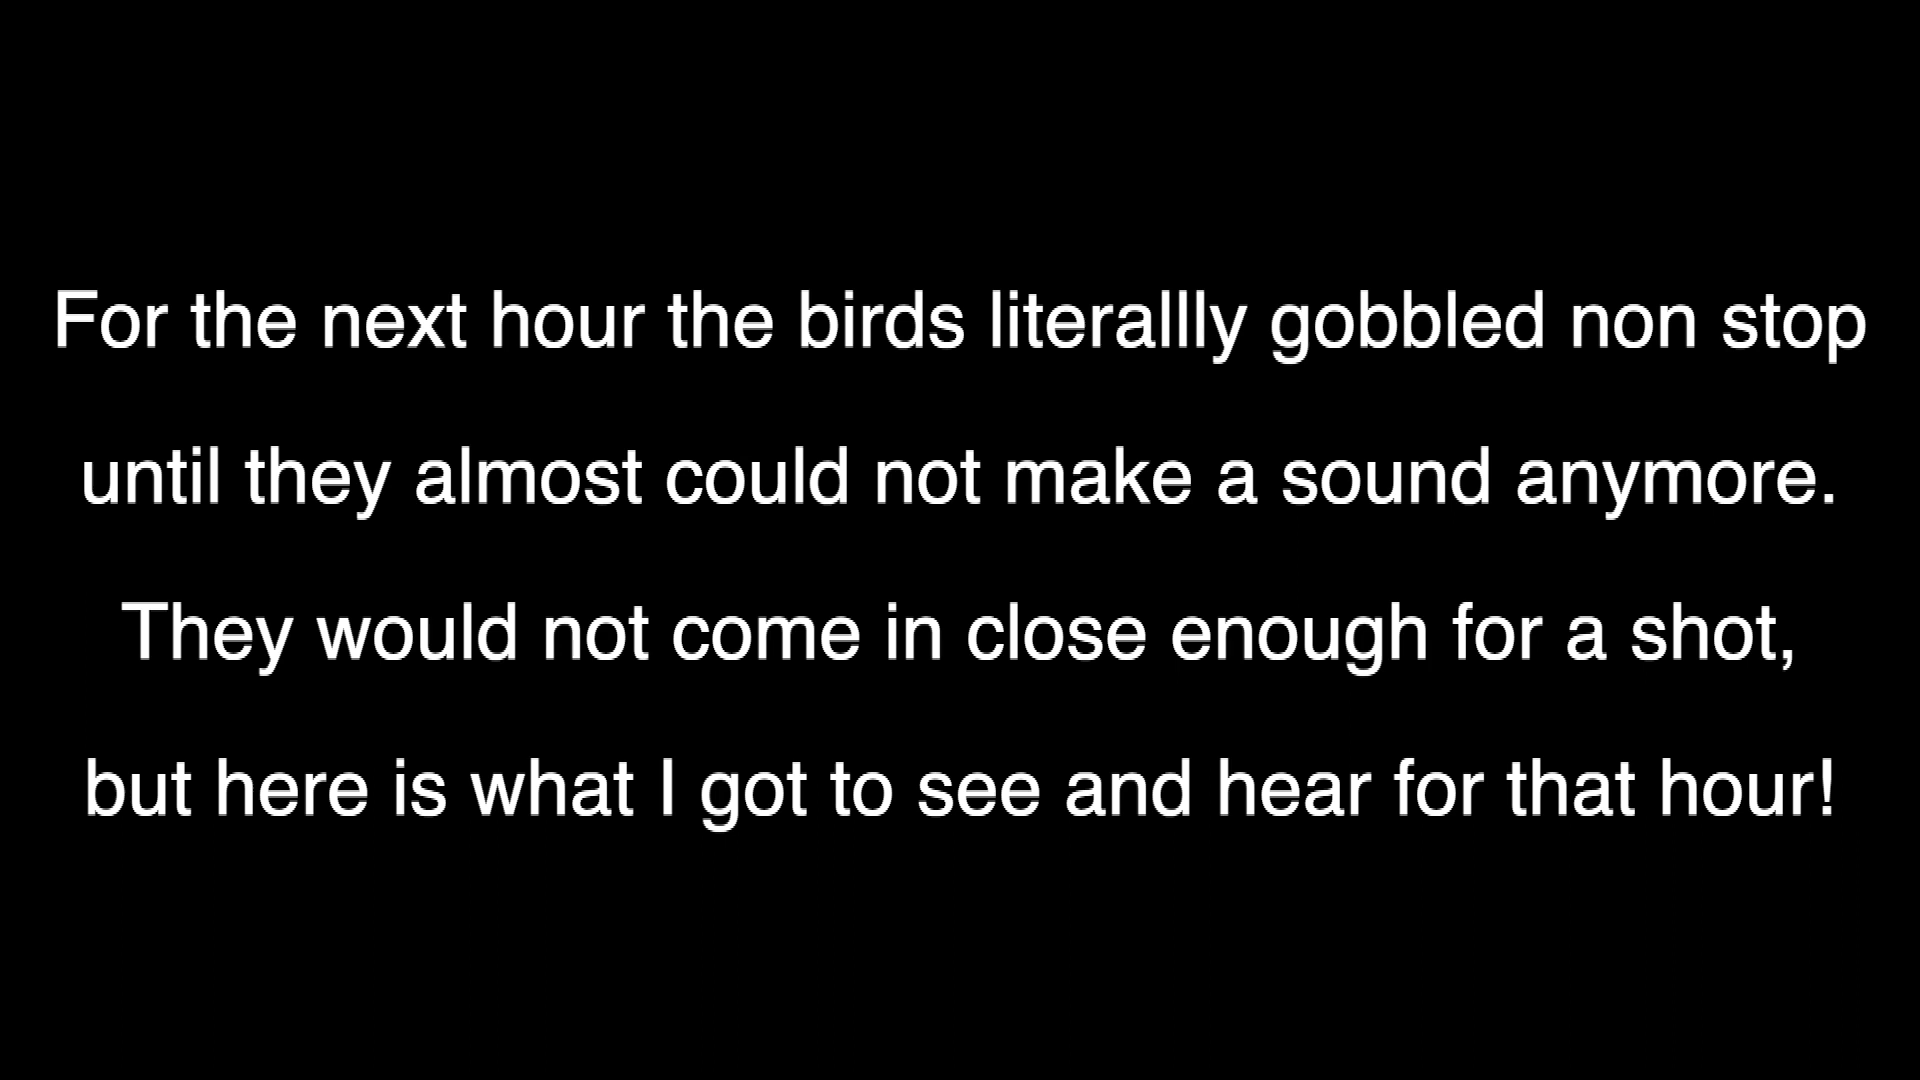 For the next hour the birds literallly gobbled non stop
until they almost could not make a sound anymore.
They would not come in close enough for a shot,
but here is what I got to see and hear for that hour!